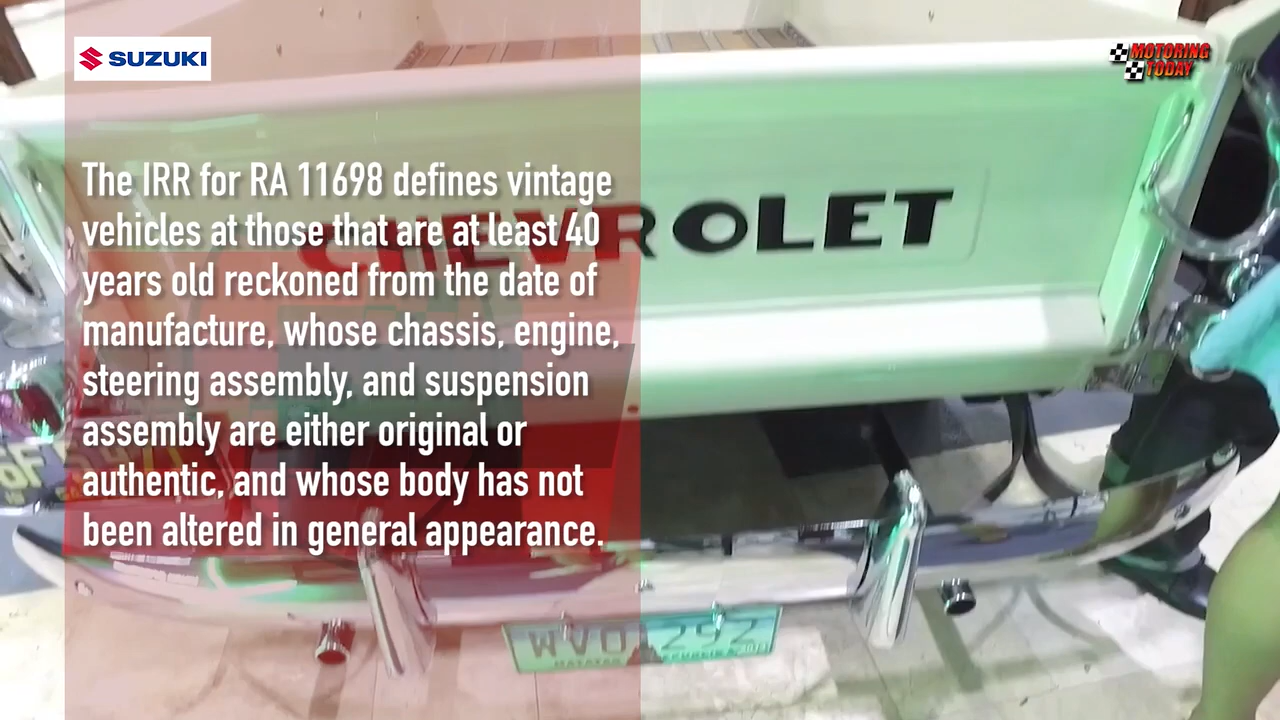 SUZUKI
MOTORING
TODAY
The IRR for RA 11698 defines vintage
vehicles at those that are at least 40
years old reckoned from the date of
manufacture, whose chassis, engine,
steering assembly, and suspension
assembly are either original or
authentic, and whose body has not
been altered in general appearance.
CHEVROLET
WVO 292